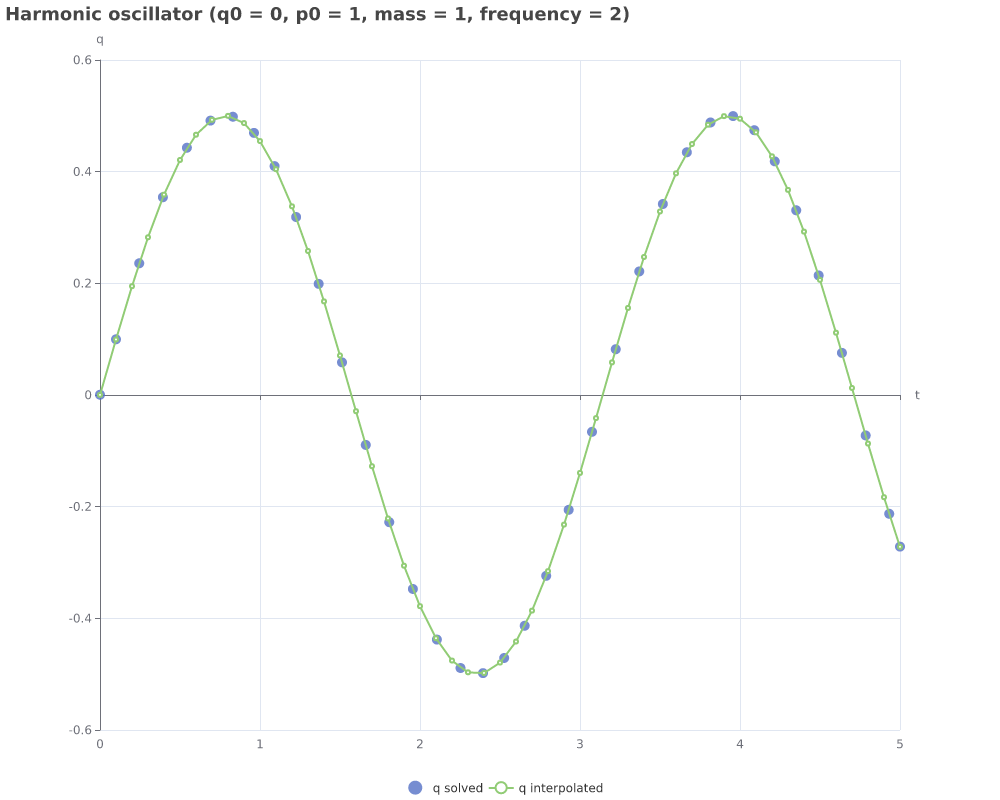 Harmonic oscillator (q0 = 0, p0 = 1, mass = 1, frequency = 2)
q
0.6
0.4
0.2
0
t
-0.2
-0.4
-0.6
0 1 2 3 4 5
q solved q interpolated